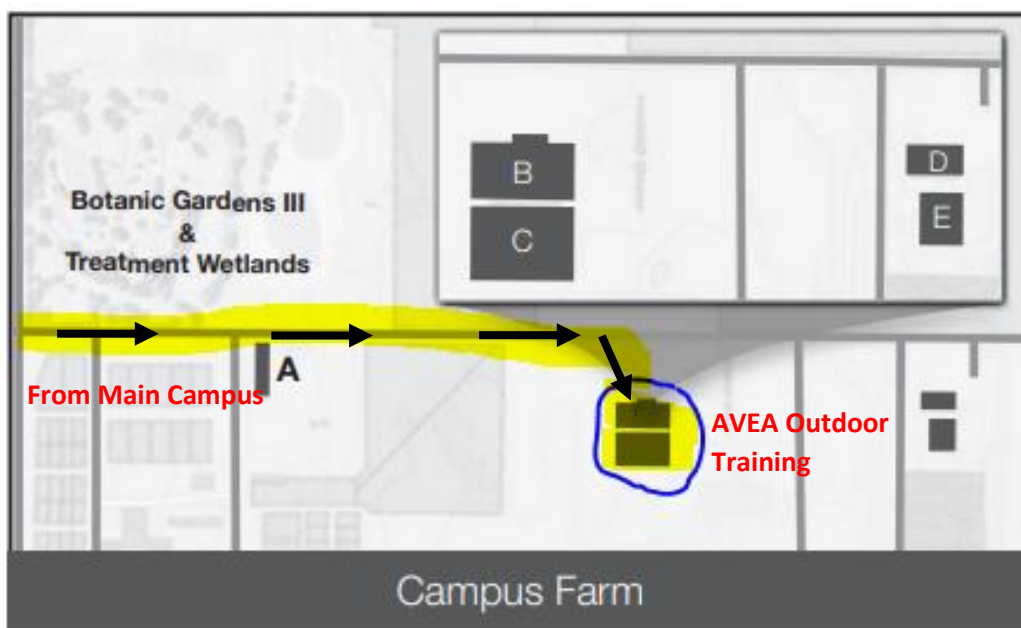 B
C
D
E
Botanic Gardens III
&
Treatment Wetlands
A
From Main Campus
AVEA Outdoor
Training
Campus Farm